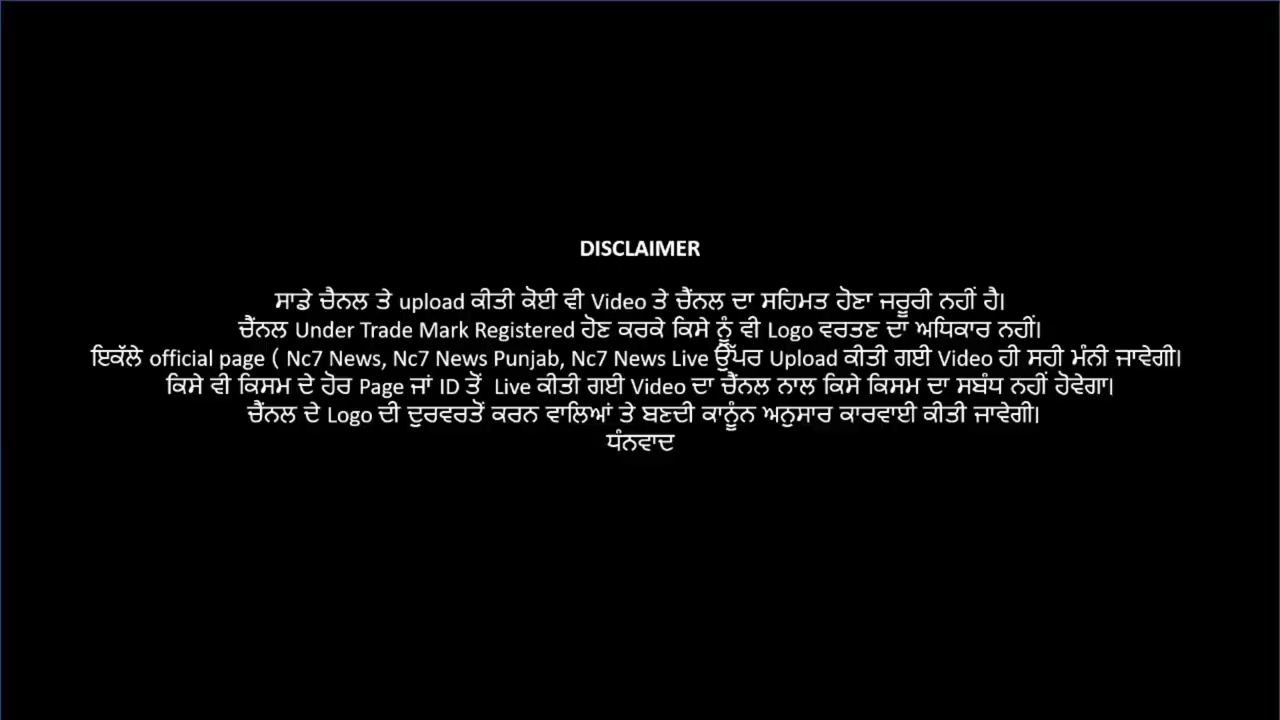 DISCLAIMER
ਸਾਡੇ ਚੈਨਲ ਤੇ upload ਕੀਤੀ ਕੋਈ ਵੀ Video ਤੇ ਚੈੰਨਲ ਦਾ ਸਹਿਮਤ ਹੋਣਾ ਜਰੂਰੀ ਨਹੀਂ ਹੈ।
ਚੈੰਨਲ Under Trade Mark Registered ਹੋਣ ਕਰਕੇ ਕਿਸੇ ਨੂੰ ਵੀ Logo ਵਰਤਣ ਦਾ ਅਧਿਕਾਰ ਨਹੀਂ।
ਇਕੱਲੇ official page ( Nc7 News, Nc7 News Punjab, Nc7 News Live ਉੱਪਰ Upload ਕੀਤੀ ਗਈ Video ਹੀ ਸਹੀ ਮੰਨੀ ਜਾਵੇਗੀ।
ਕਿਸੇ ਵੀ ਕਿਸਮ ਦੇ ਹੋਰ Page ਜਾਂ ID ਤੋਂ Live ਕੀਤੀ ਗਈ Video ਦਾ ਚੈੰਨਲ ਨਾਲ ਕਿਸੇ ਕਿਸਮ ਦਾ ਸਬੰਧ ਨਹੀਂ ਹੋਵੇਗਾ।
ਚੈੰਨਲ ਦੇ Logo ਦੀ ਦੁਰਵਰਤੋਂ ਕਰਨ ਵਾਲਿਆਂ ਤੇ ਬਣਦੀ ਕਾਨੂੰਨ ਅਨੁਸਾਰ ਕਾਰਵਾਈ ਕੀਤੀ ਜਾਵੇਗੀ।
ਧੰਨਵਾਦ